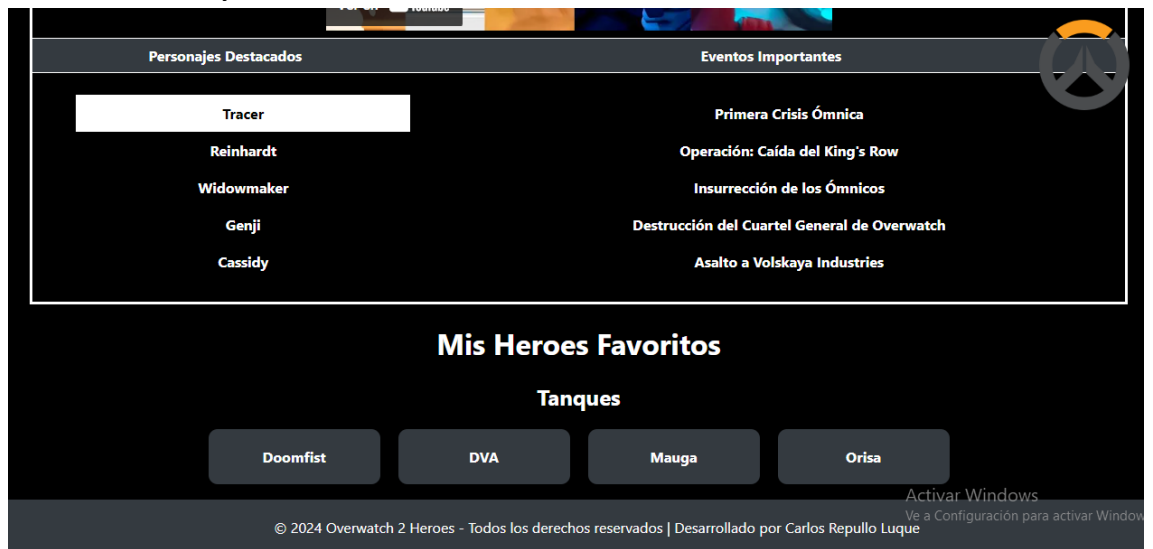 Ver en YouTube
Personajes Destacados
Eventos Importantes
Tracer
Primera Crisis Ómnica
Reinhardt
Operación: Caída del King's Row
Widowmaker
Insurrección de los Ómnicos
Genji
Destrucción del Cuartel General de Overwatch
Cassidy
Asalto a Volskaya Industries
Mis Heroes Favoritos
Tanques
Doomfist
DVA
Mauga
Orisa
Activar Windows
Ve a Configuración para activar Window
© 2024 Overwatch 2 Heroes - Todos los derechos reservados | Desarrollado por Carlos Repullo Luque